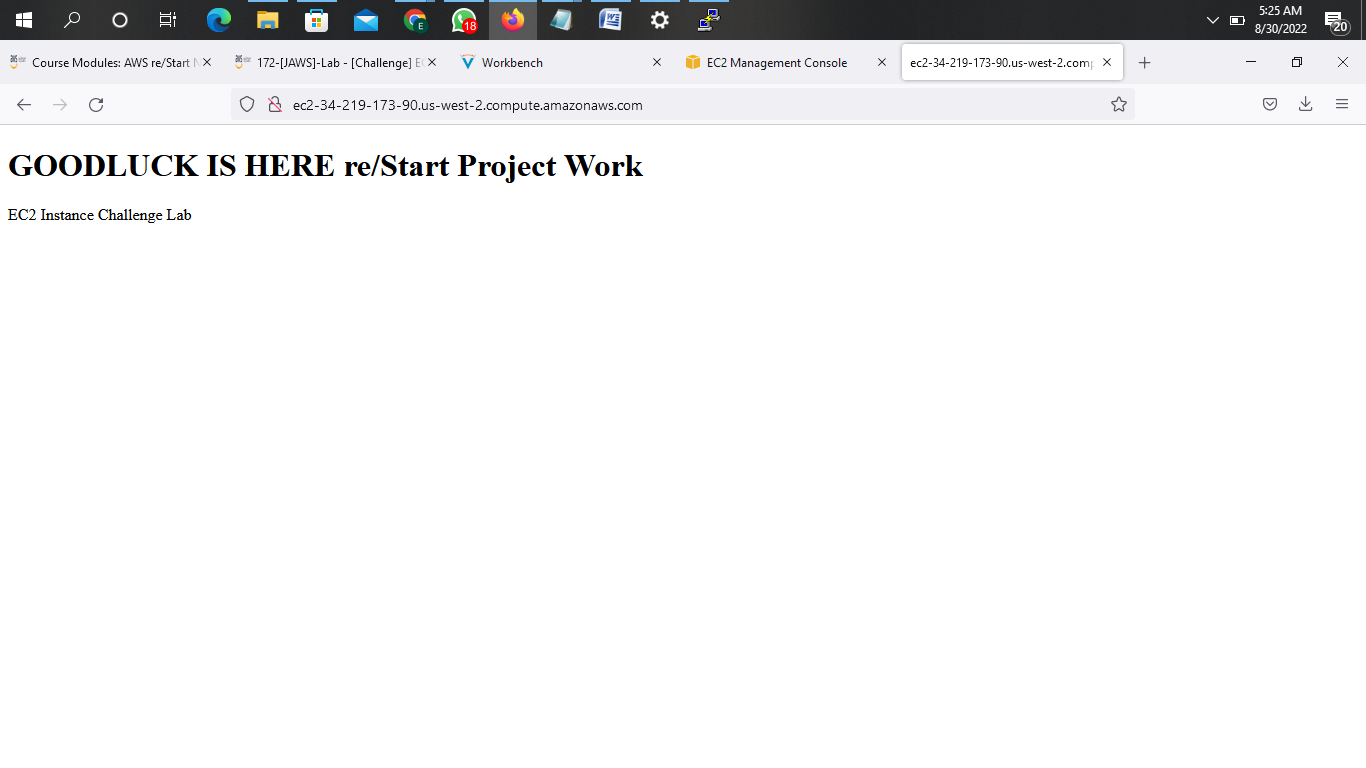 E
18
5:25 AM
8/30/2022
20
Course Modules: AWS re/Start
172-[JAWS]-Lab - [Challenge]
Workbench
EC2 Management Console
ec2-34-219-173-90.us-west-2.comp
ec2-34-219-173-90.us-west-2.compute.amazonaws.com
GOODLUCK IS HERE re/Start Project Work
EC2 Instance Challenge Lab